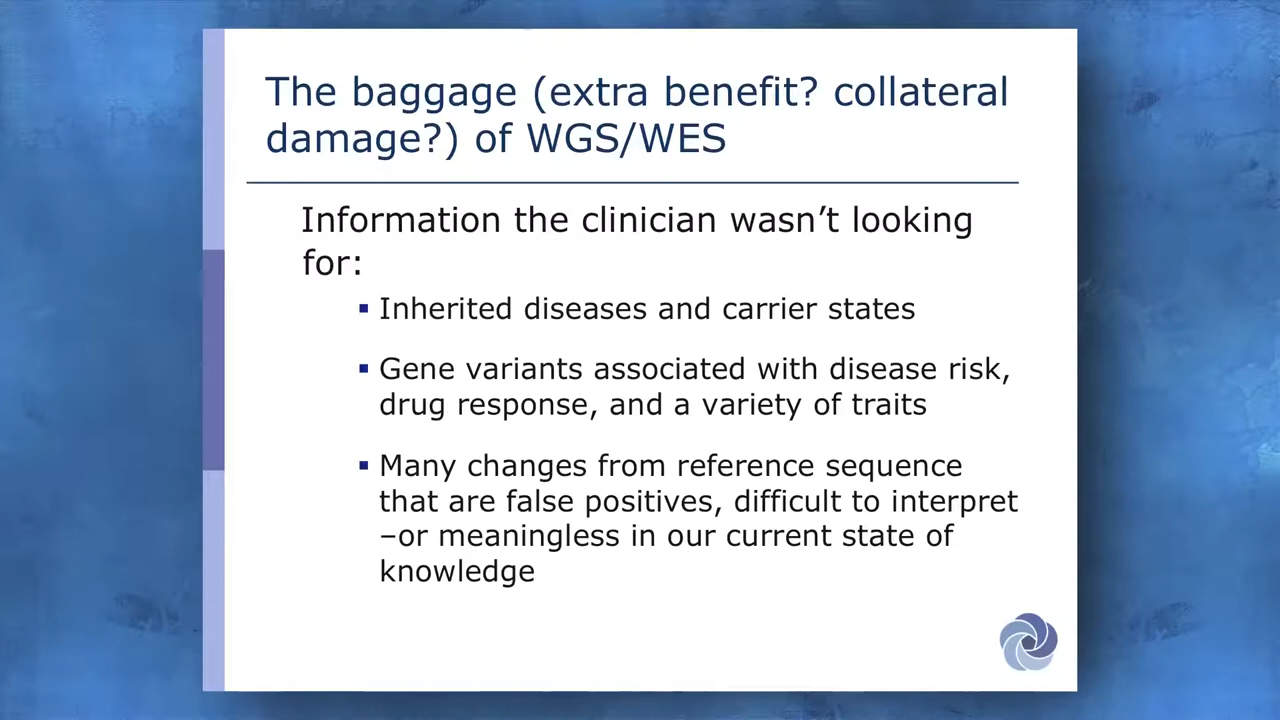 The baggage (extra benefit? collateral
damage?) of WGS/WES
Information the clinician wasn’t looking
for:
▪ Inherited diseases and carrier states
▪ Gene variants associated with disease risk,
drug response, and a variety of traits
▪ Many changes from reference sequence
that are false positives, difficult to interpret
–or meaningless in our current state of
knowledge